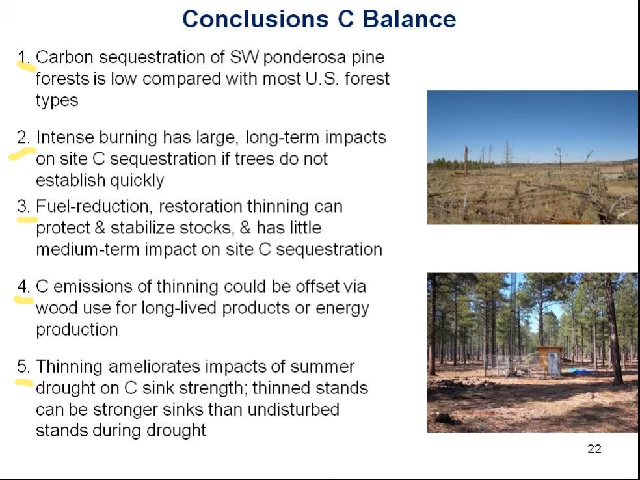 Conclusions C Balance
1. Carbon sequestration of SW ponderosa pine
forests is low compared with most U.S. forest
types
2. Intense burning has large, long-term impacts
on site C sequestration if trees do not
establish quickly
3. Fuel-reduction, restoration thinning can
protect & stabilize stocks, & has little
medium-term impact on site C sequestration
4. C emissions of thinning could be offset via
wood use for long-lived products or energy
production
5. Thinning ameliorates impacts of summer
drought on C sink strength; thinned stands
can be stronger sinks than undisturbed
stands during drought
22